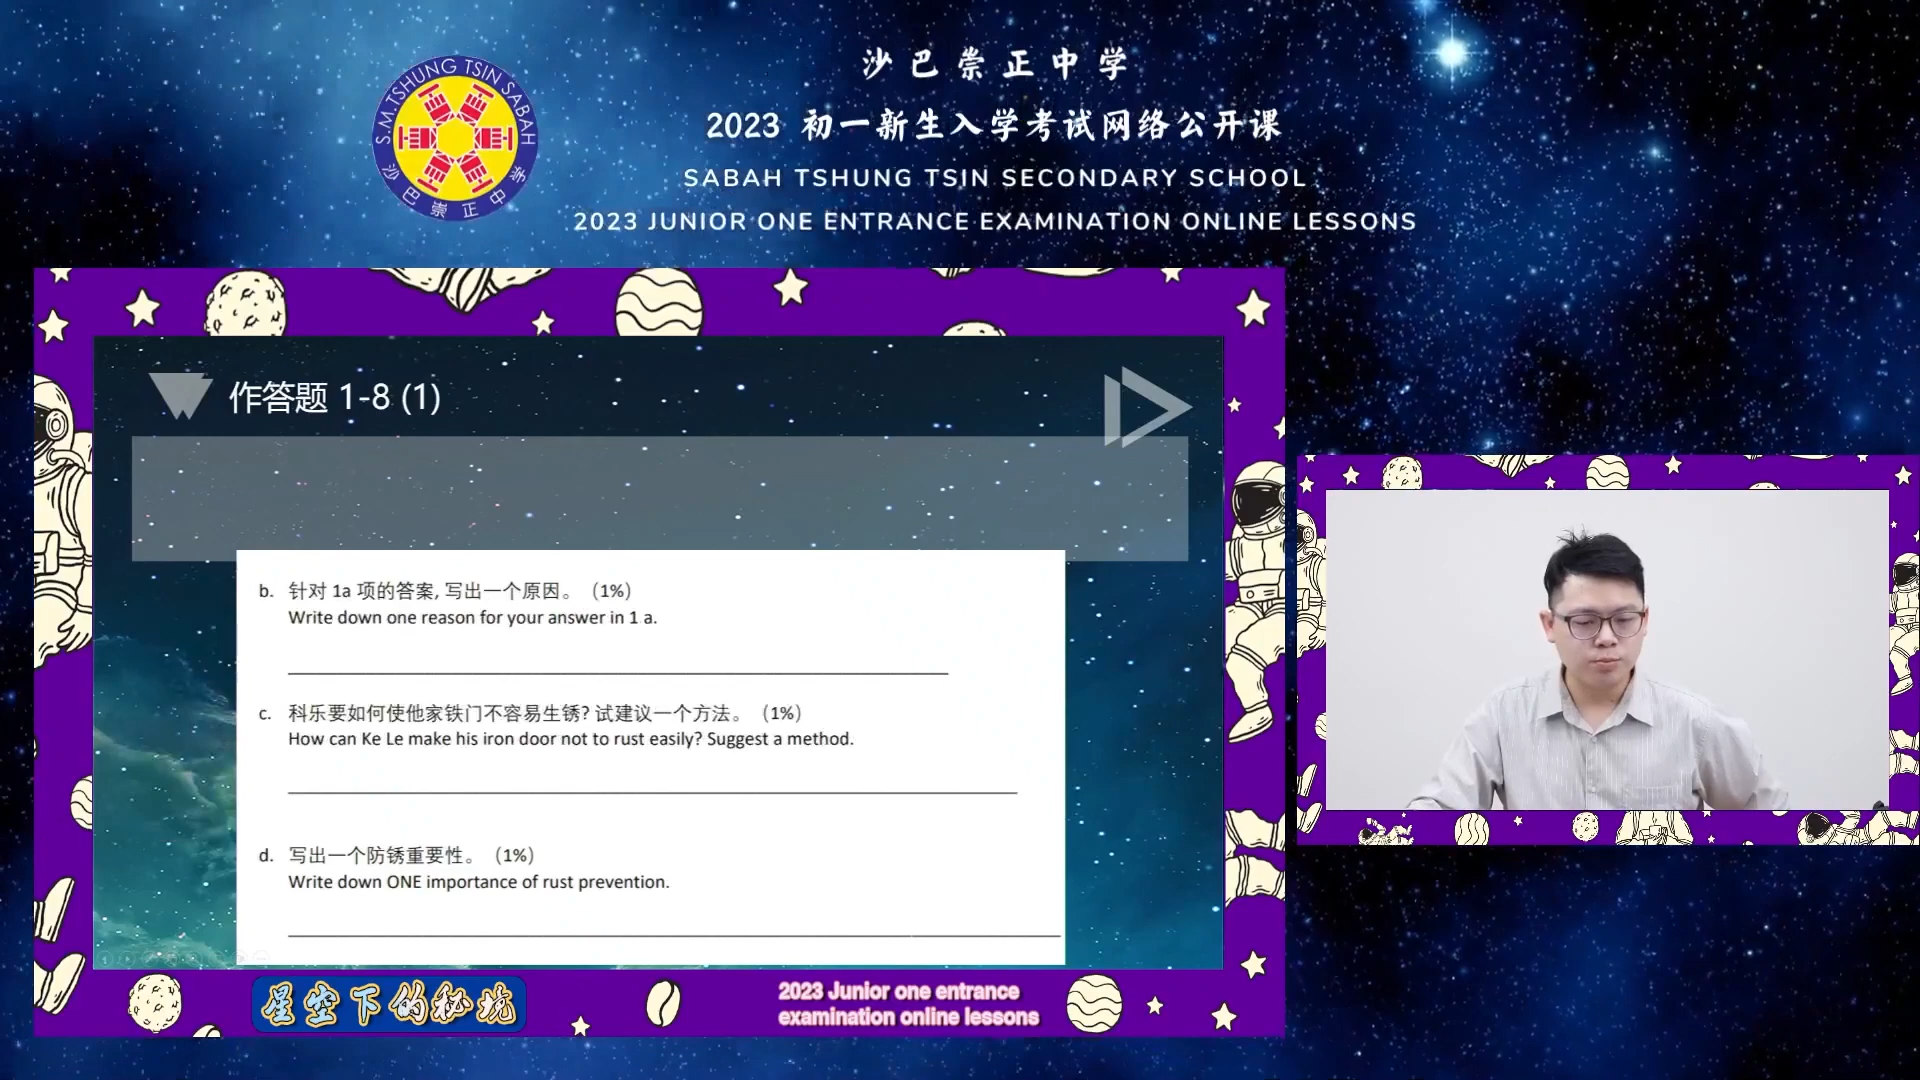 S.M. TSHUNG TSIN SABAH
沙巴崇正中学
沙巴崇正中学
2023 初一新生入学考试网络公开课
SABAH TSHUNG TSIN SECONDARY SCHOOL
2023 JUNIOR ONE ENTRANCE EXAMINATION ONLINE LESSONS
作答题 1-8 (1)
b. 针对 1a 项的答案, 写出一个原因。（1%）
Write down one reason for your answer in 1 a.
c. 科乐要如何使他家铁门不容易生锈? 试建议一个方法。（1%）
How can Ke Le make his iron door not to rust easily? Suggest a method.
d. 写出一个防锈重要性。（1%）
Write down ONE importance of rust prevention.
星空下的秘境
2023 Junior one entrance
examination online lessons